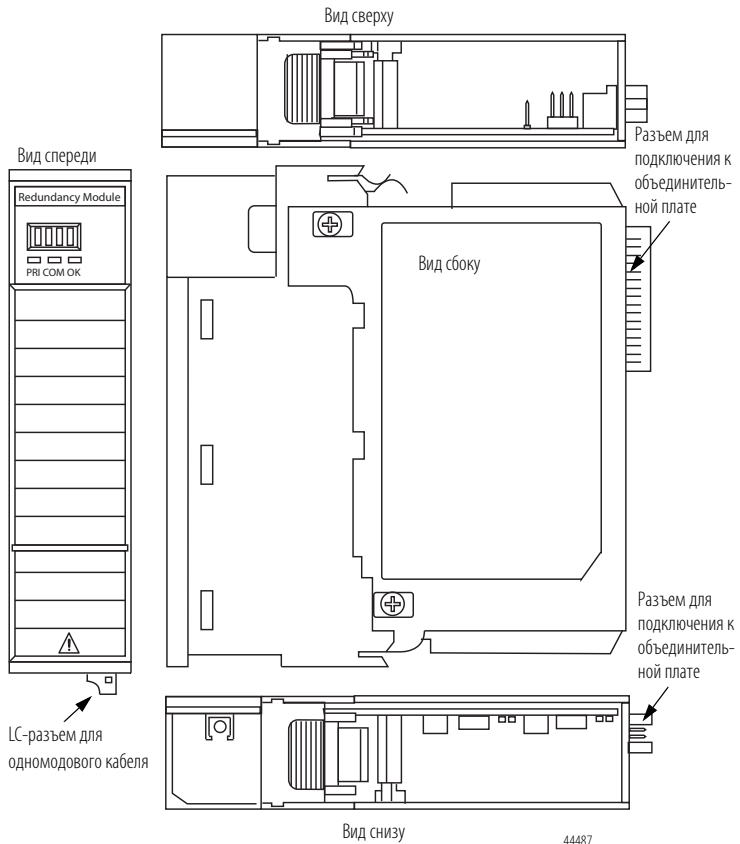 Вид сверху
Разъем для
подключения к
объединитель-
ной плате
Вид спереди
Redundancy Module
PRI COM OK
Вид сбоку
Разъем для
подключения к
объединитель-
ной плате
LC-разъем для
одномодового кабеля
Вид снизу
44487